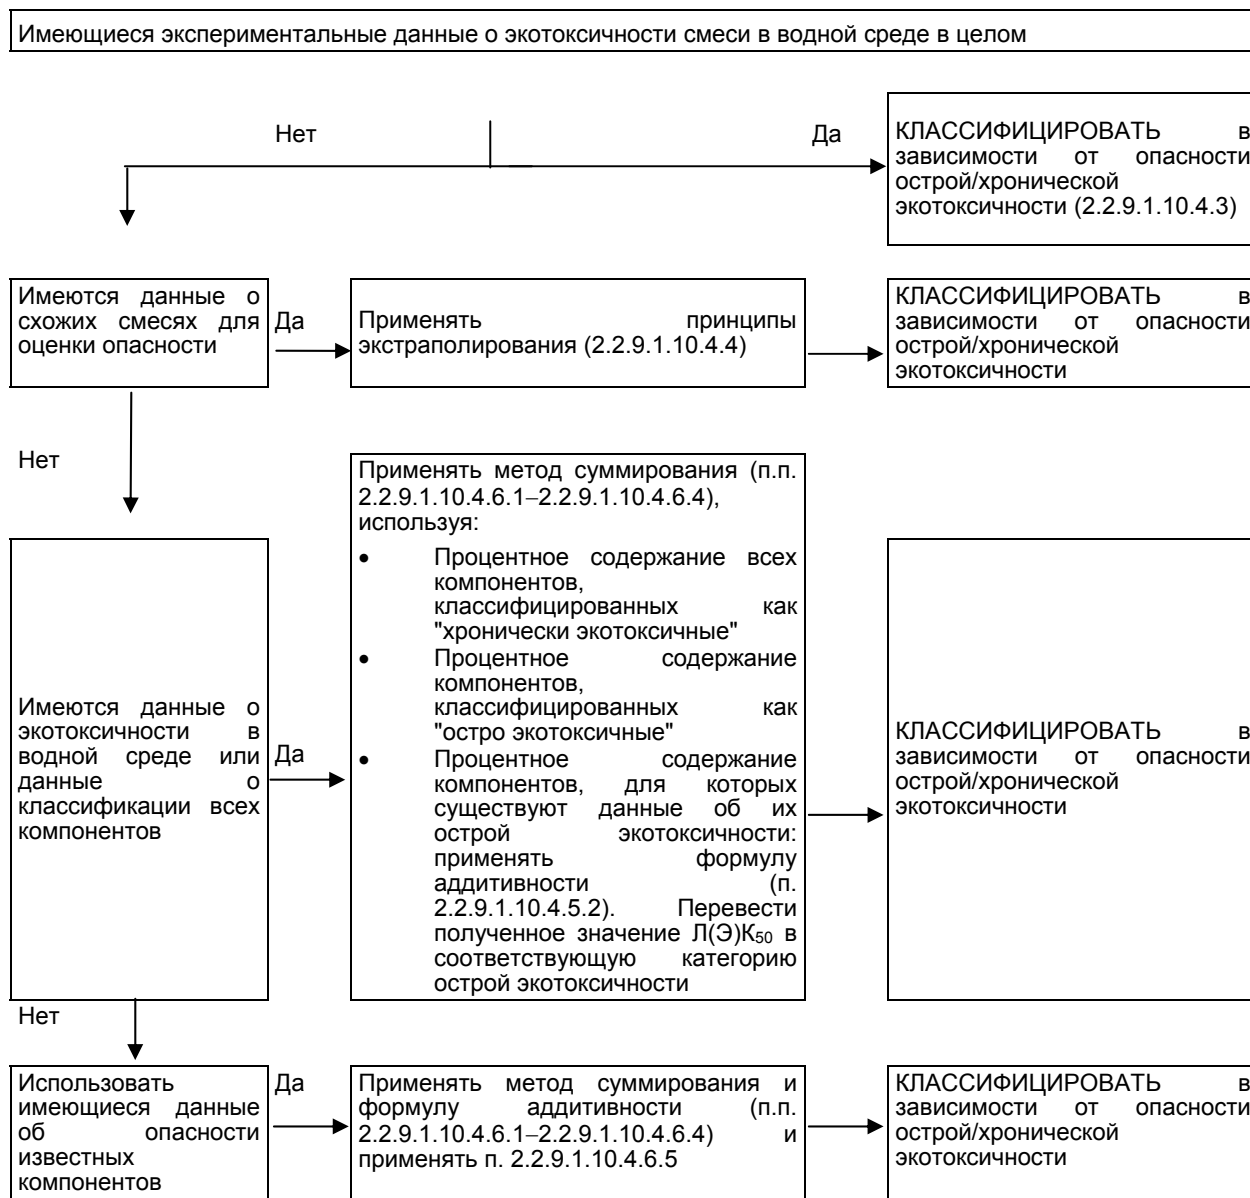 Имеющиеся экспериментальные данные о экотоксичности смеси в водной среде в целом
Нет
Да
КЛАССИФИЦИРОВАТЬ в
зависимости от опасности
острой/хронической
экотоксичности (2.2.9.1.10.4.3)
Имеются данные о
схожих смесях для
оценки опасности
Да
Применять принципы
экстраполирования (2.2.9.1.10.4.4)
КЛАССИФИЦИРОВАТЬ в
зависимости от опасности
острой/хронической
экотоксичности
Нет
Имеются данные о
экотоксичности в
водной среде или
данные о
классификации всех
компонентов
Да
Применять метод суммирования (п.п.
2.2.9.1.10.4.6.1–2.2.9.1.10.4.6.4),
используя:
• Процентное содержание всех
компонентов,
классифицированных как
"хронически экотоксичные"
• Процентное содержание
компонентов,
классифицированных как
"остро экотоксичные"
• Процентное содержание
компонентов, для которых
существуют данные об их
острой экотоксичности:
применять формулу
аддитивности (п.
2.2.9.1.10.4.5.2). Перевести
полученное значение Л(Э)К50 в
соответствующую категорию
острой экотоксичности
КЛАССИФИЦИРОВАТЬ в
зависимости от опасности
острой/хронической
экотоксичности
Нет
Использовать
имеющиеся данные
об опасности
известных
компонентов
Да
Применять метод суммирования и
формулу аддитивности (п.п.
2.2.9.1.10.4.6.1–2.2.9.1.10.4.6.4) и
применять п. 2.2.9.1.10.4.6.5
КЛАССИФИЦИРОВАТЬ в
зависимости от опасности
острой/хронической
экотоксичности